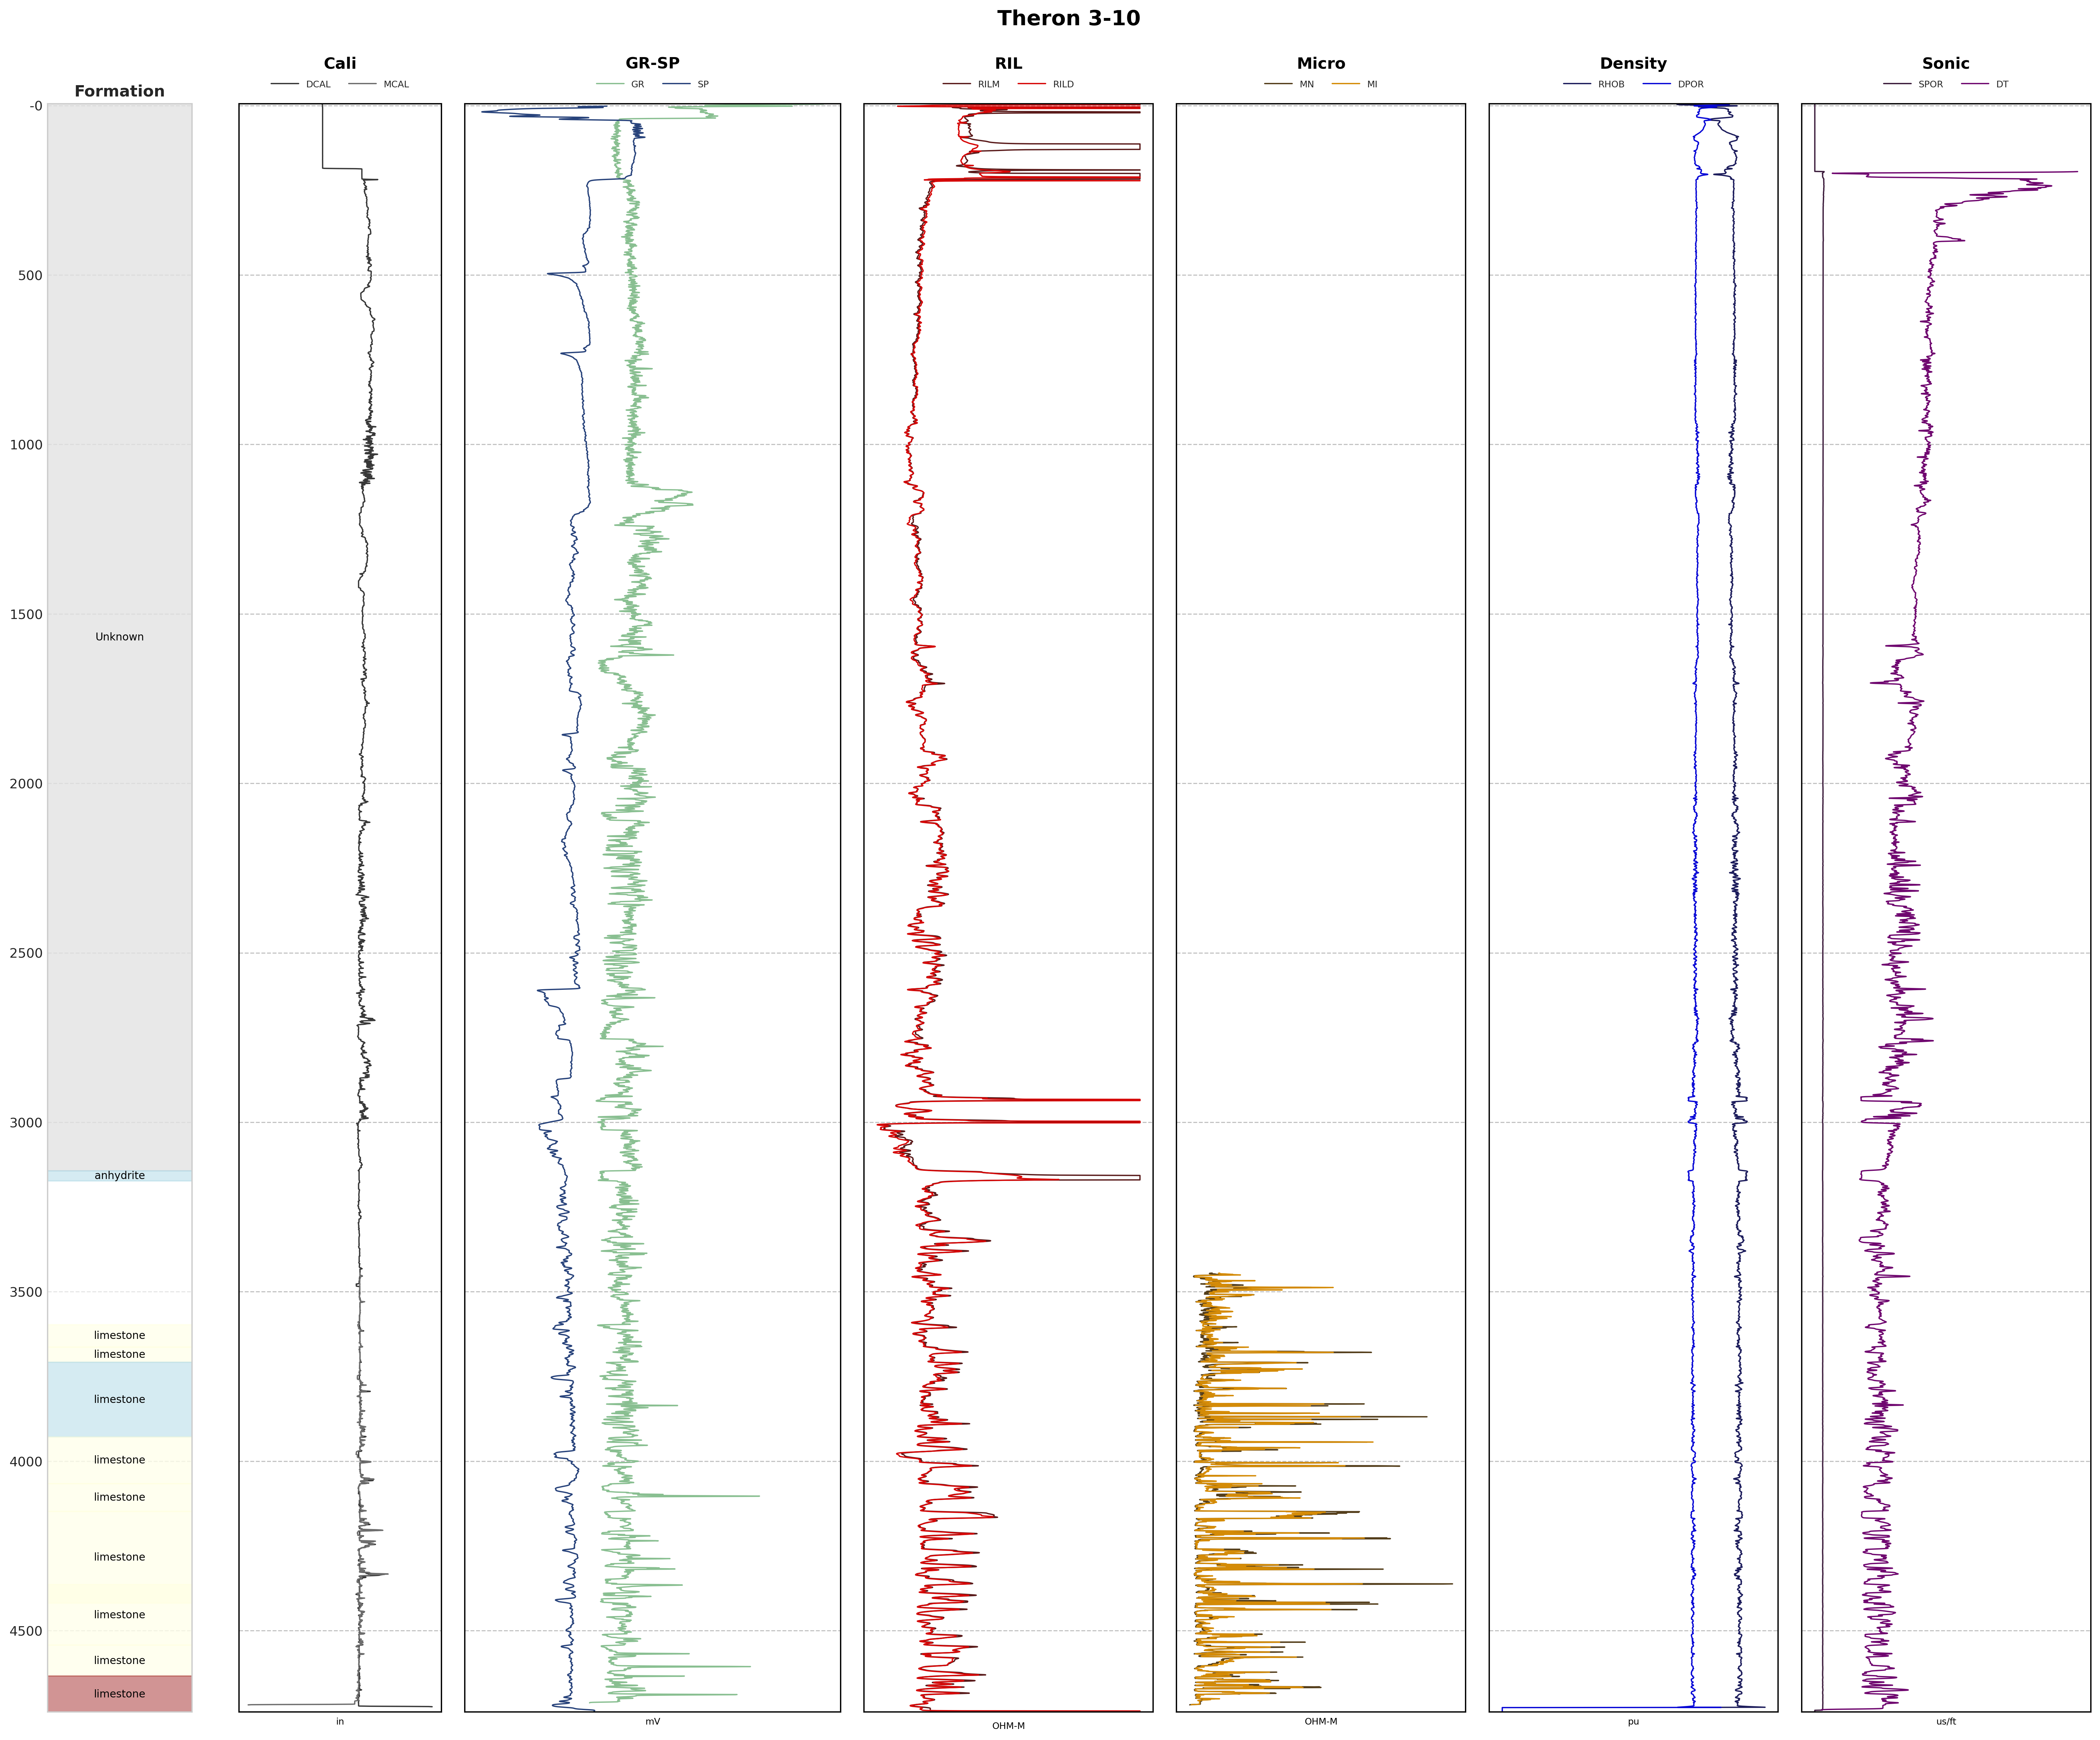 Theron 3-10
Formation
Cali
GR-SP
RIL
Micro
Density
Sonic
DCAL MCAL
GR SP
RILM RILD
MN MI
RHOB DPOR
SPOR DT
-0
500
1000
1500
2000
2500
3000
3500
4000
4500
Unknown
anhydrite
limestone
limestone
limestone
limestone
limestone
limestone
limestone
limestone
limestone
in
mV
OHM-M
OHM-M
pu
us/ft